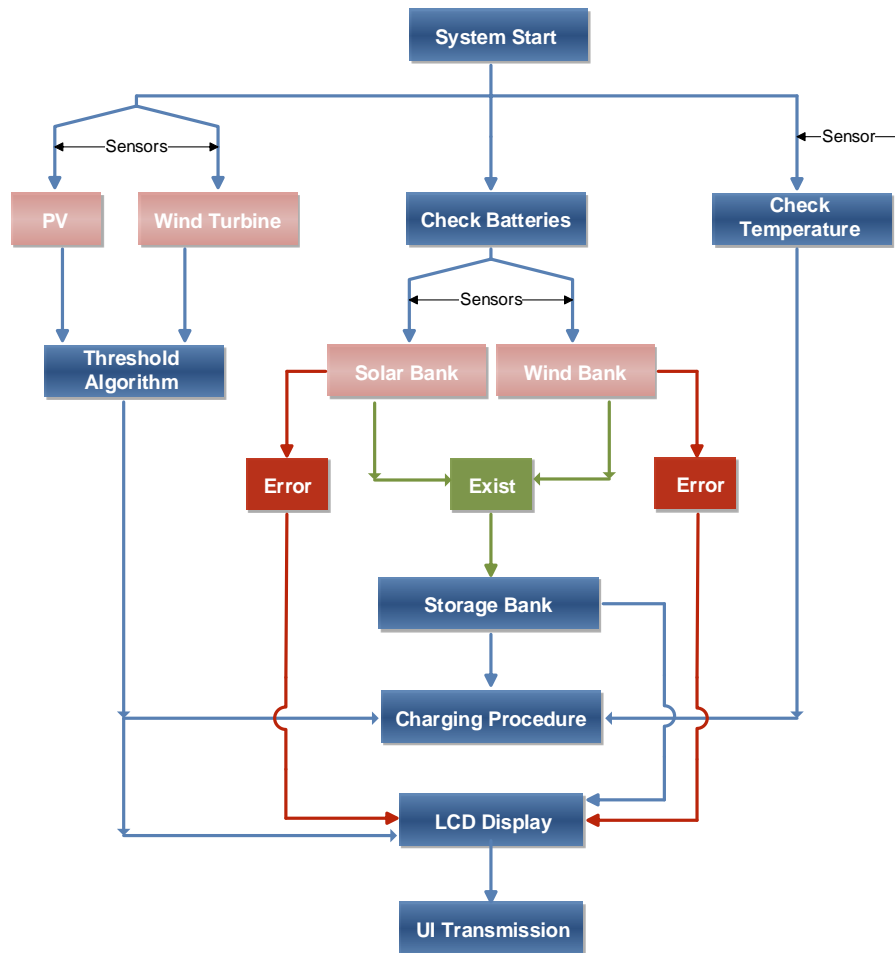 System Start
Sensors
Sensor
PV
Wind Turbine
Check Batteries
Check
Temperature
Sensors
Threshold
Algorithm
Solar Bank
Wind Bank
Error
Exist
Error
Storage Bank
Charging Procedure
LCD Display
UI Transmission